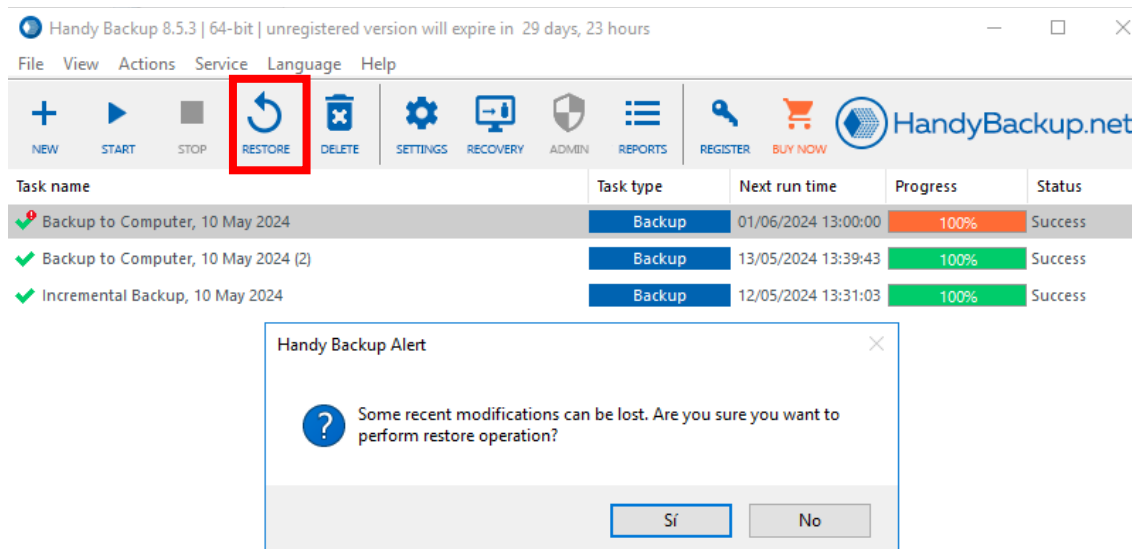 Handy Backup 8.5.3 | 64-bit | unregistered version will expire in 29 days, 23 hours
File View Actions Service Language Help
NEW START STOP RESTORE DELETE SETTINGS RECOVERY ADMIN REPORTS REGISTER BUY NOW HandyBackup.net
Task name Task type Next run time Progress Status
Backup to Computer, 10 May 2024 Backup 01/06/2024 13:00:00 100% Success
Backup to Computer, 10 May 2024 (2) Backup 13/05/2024 13:39:43 100% Success
Incremental Backup, 10 May 2024 Backup 12/05/2024 13:31:03 100% Success
Handy Backup Alert
Some recent modifications can be lost. Are you sure you want to
perform restore operation?
Sí No